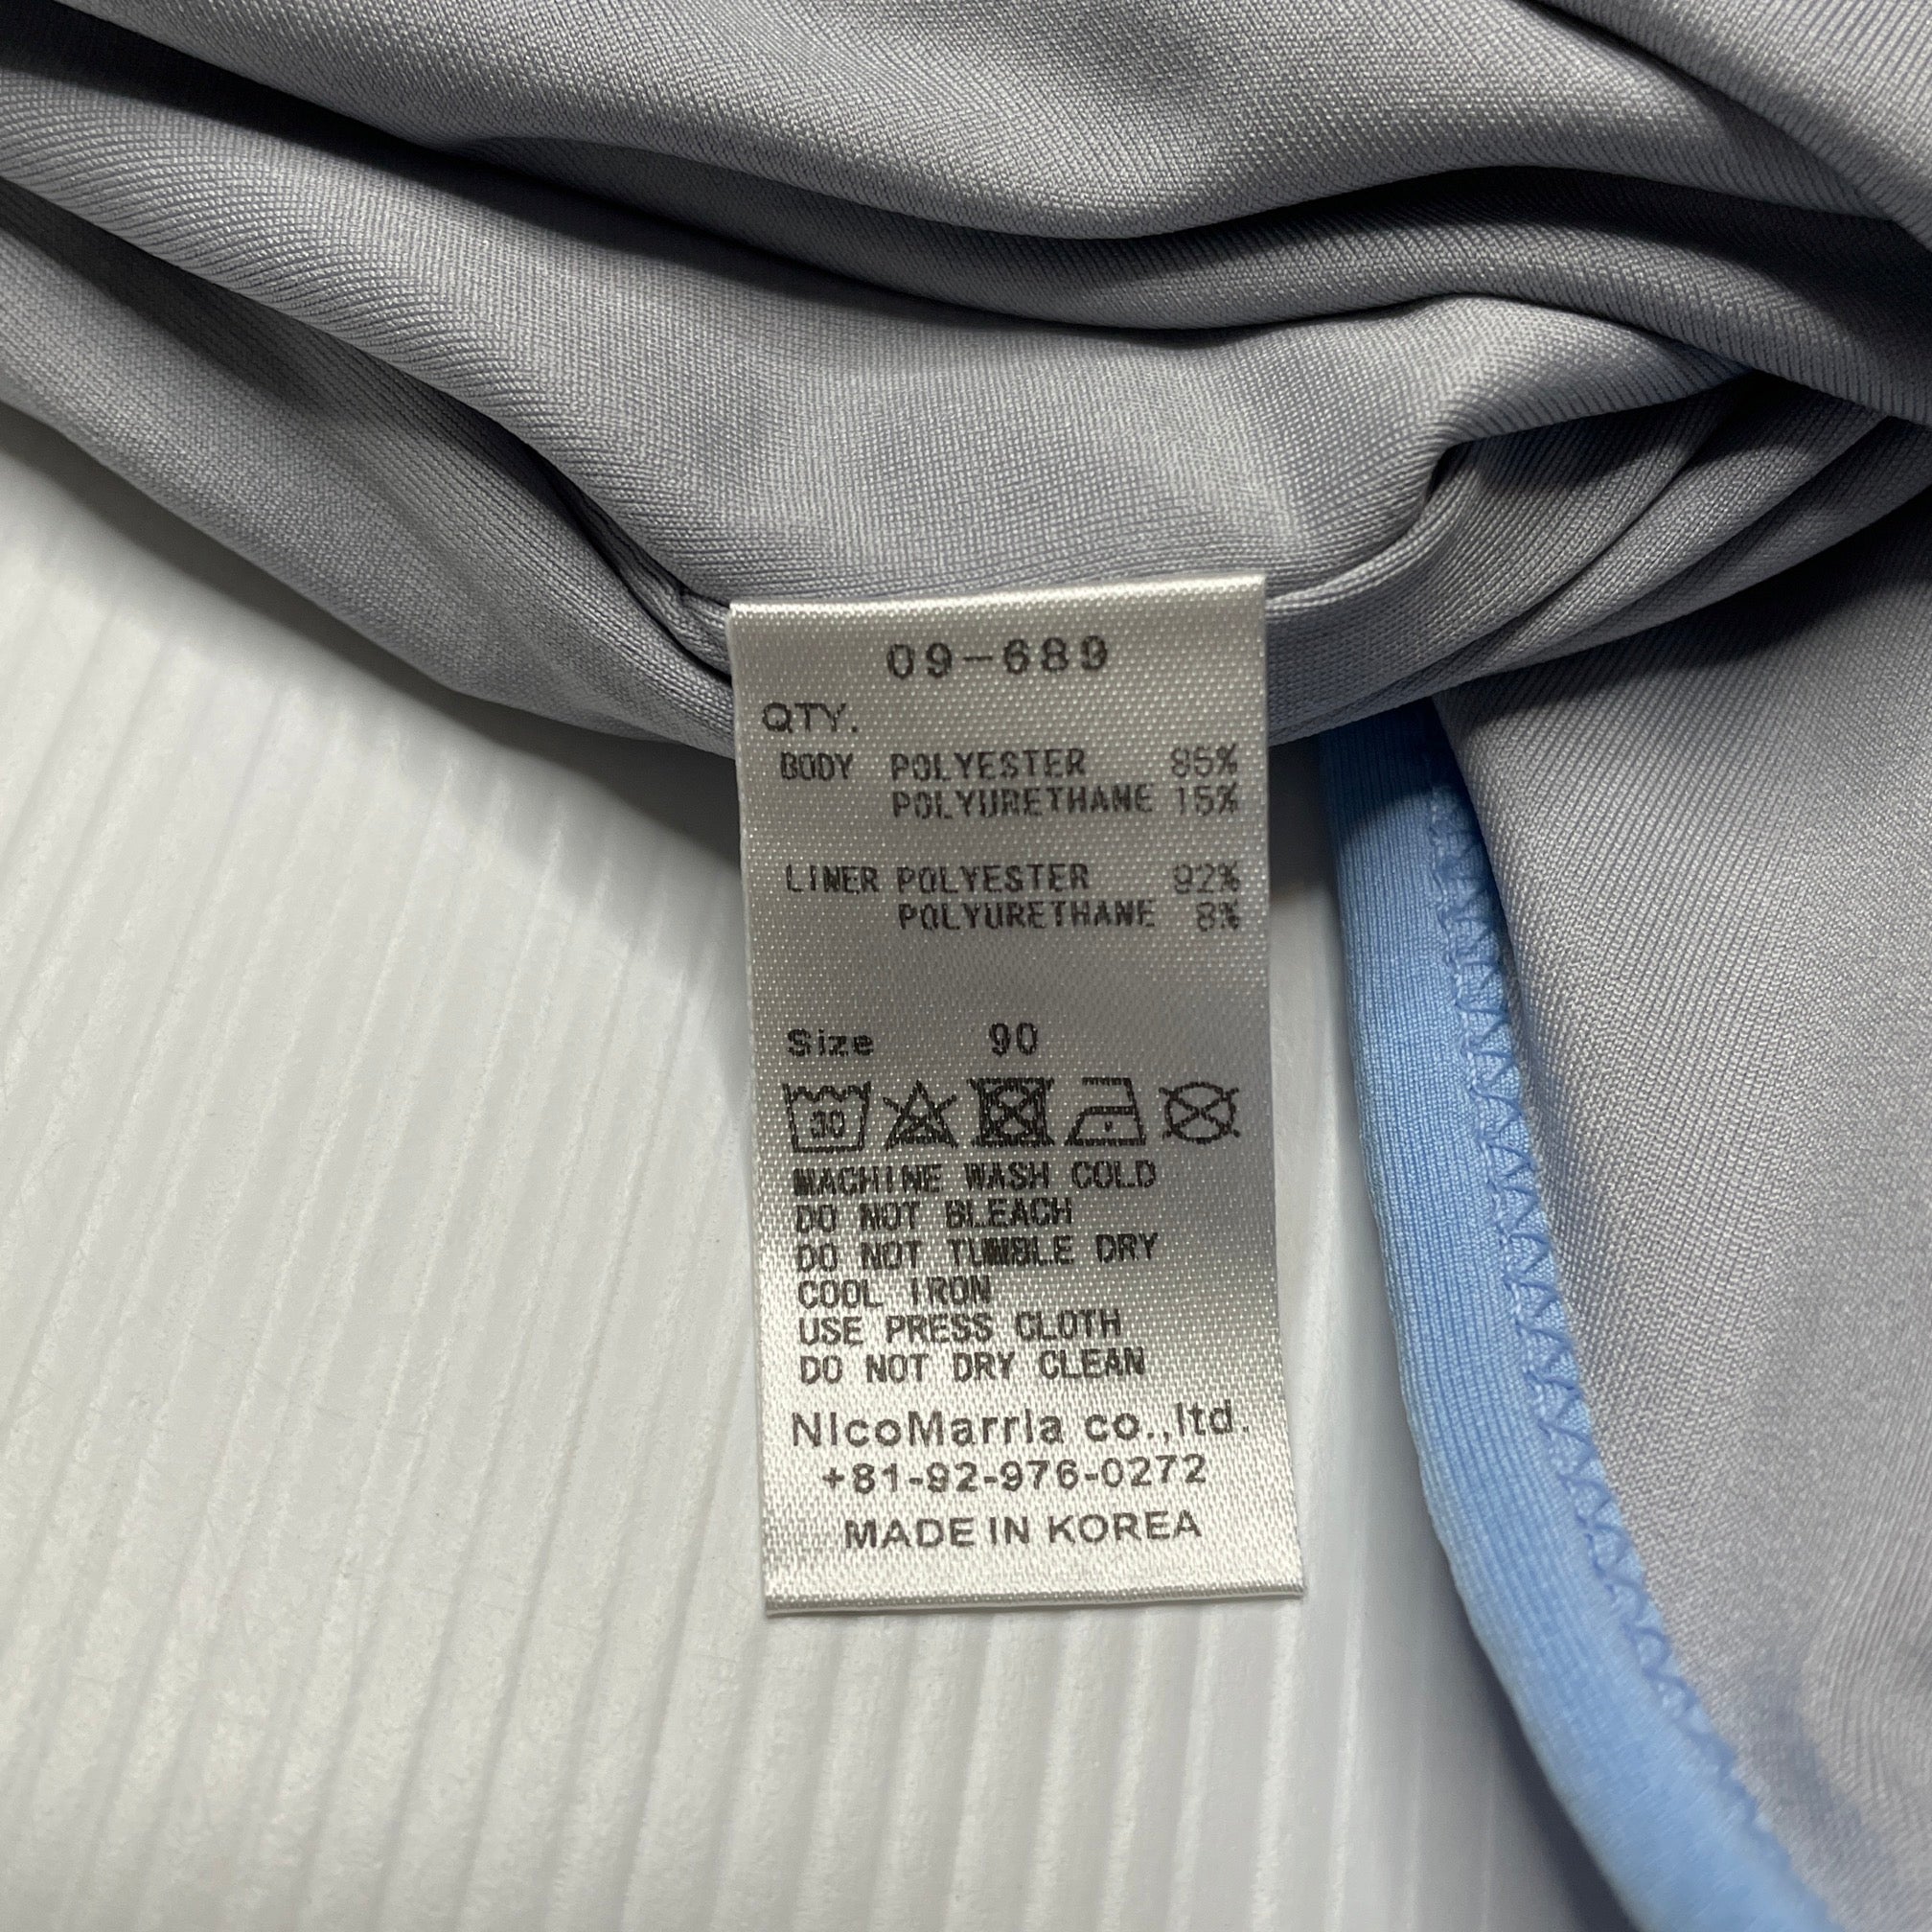 09-689
QTY.
BODY POLYESTER 85%
POLYURETHANE 15%
LINER POLYESTER 92%
POLYURETHANE 8%
Size 90
30
MACHINE WASH COLD
DO NOT BLEACH
DO NOT TUMBLE DRY
COOL IRON
USE PRESS CLOTH
DO NOT DRY CLEAN
NicoMarria co.,ltd.
+81-92-976-0272
MADE IN KOREA